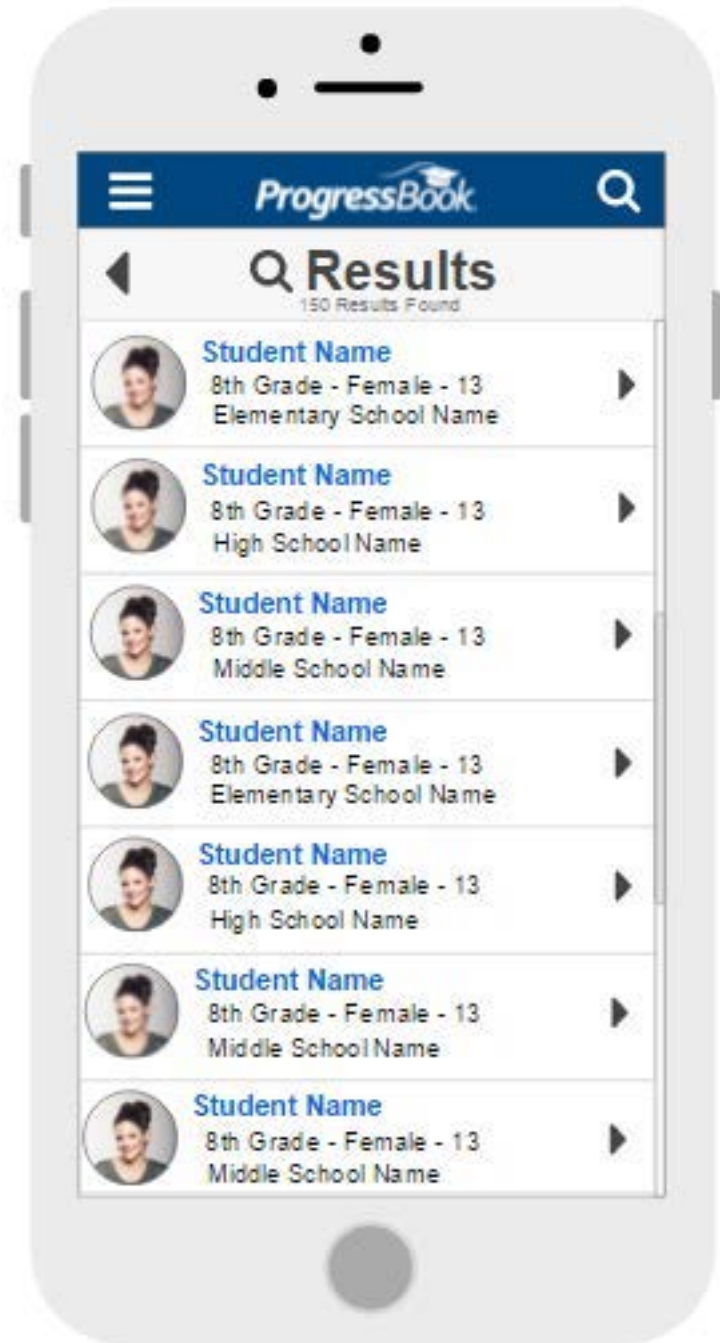 ProgressBook
Results
150 Results Found
Student Name
8th Grade - Female - 13
Elementary School Name
Student Name
8th Grade - Female - 13
High School Name
Student Name
8th Grade - Female - 13
Middle School Name
Student Name
8th Grade - Female - 13
Elementary School Name
Student Name
8th Grade - Female - 13
High School Name
Student Name
8th Grade - Female - 13
Middle School Name
Student Name
8th Grade - Female - 13
Middle School Name